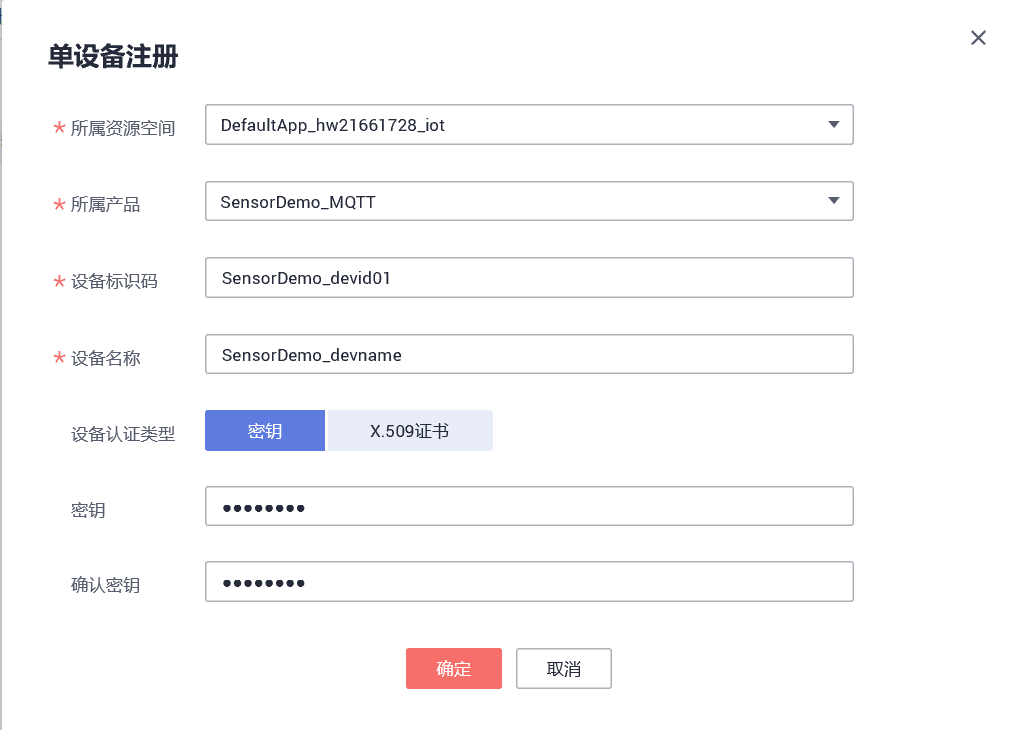 单设备注册
* 所属资源空间 DefaultApp_hw21661728_iot
* 所属产品 SensorDemo_MQTT
* 设备标识码 SensorDemo_devid01
* 设备名称 SensorDemo_devname
设备认证类型 密钥 X.509证书
密钥 ••••••••
确认密钥 ••••••••
确定 取消